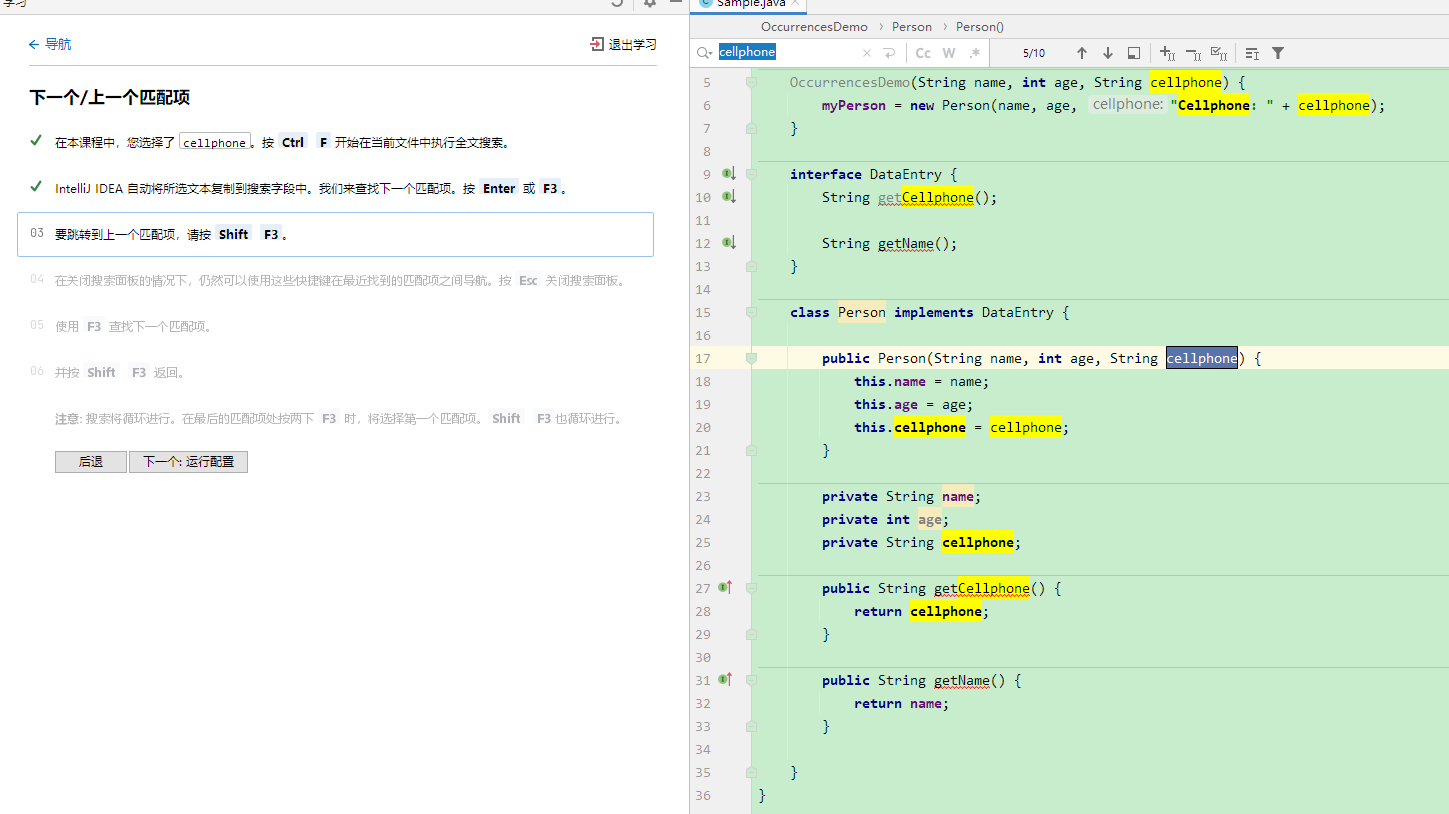 学习
← 导航
退出学习
下一个/上一个匹配项
在本课程中，您选择了 cellphone。按 Ctrl F 开始在当前文件中执行全文搜索。
IntelliJ IDEA 自动将所选文本复制到搜索字段中。我们来查找下一个匹配项。按 Enter 或 F3。
03 要跳转到上一个匹配项，请按 Shift F3。
04 在关闭搜索面板的情况下，仍然可以使用这些快捷键在最近找到的匹配项之间导航。按 Esc 关闭搜索面板。
05 使用 F3 查找下一个匹配项。
06 并按 Shift F3 返回。
注意: 搜索将循环进行。在最后的匹配项处按两下 F3 时，将选择第一个匹配项。 Shift F3 也循环进行。
后退
下一个: 运行配置
Sample.java
OccurrencesDemo > Person > Person()
cellphone
Cc W .*
5/10
5 OccurrencesDemo(String name, int age, String cellphone) {
6 myPerson = new Person(name, age, cellphone: "Cellphone: " + cellphone);
7 }
8
9 interface DataEntry {
10 String getCellphone();
11
12 String getName();
13 }
14
15 class Person implements DataEntry {
16
17 public Person(String name, int age, String cellphone) {
18 this.name = name;
19 this.age = age;
20 this.cellphone = cellphone;
21 }
22
23 private String name;
24 private int age;
25 private String cellphone;
26
27 public String getCellphone() {
28 return cellphone;
29 }
30
31 public String getName() {
32 return name;
33 }
34
35 }
36 }